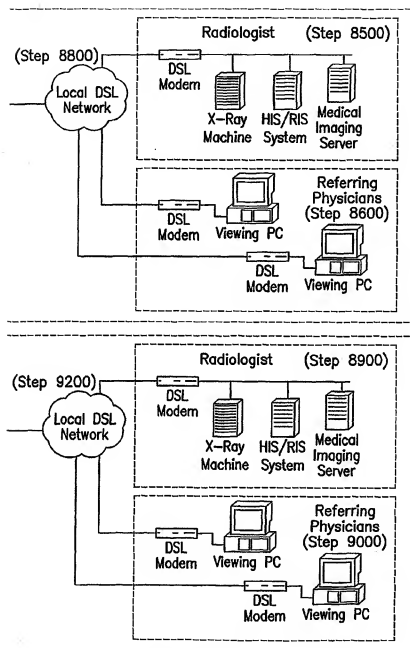 Radiologist (Step 8500)
(Step 8800)
Local DSL
Network
DSL
Modem
X-Ray
Machine
HIS/RIS
System
Medical
Imaging
Server
Referring
Physicians
(Step 8600)
DSL
Modem
Viewing PC
DSL
Modem
Viewing PC
Radiologist (Step 8900)
(Step 9200)
Local DSL
Network
DSL
Modem
X-Ray
Machine
HIS/RIS
System
Medical
Imaging
Server
Referring
Physicians
(Step 9000)
DSL
Modem
Viewing PC
DSL
Modem
Viewing PC